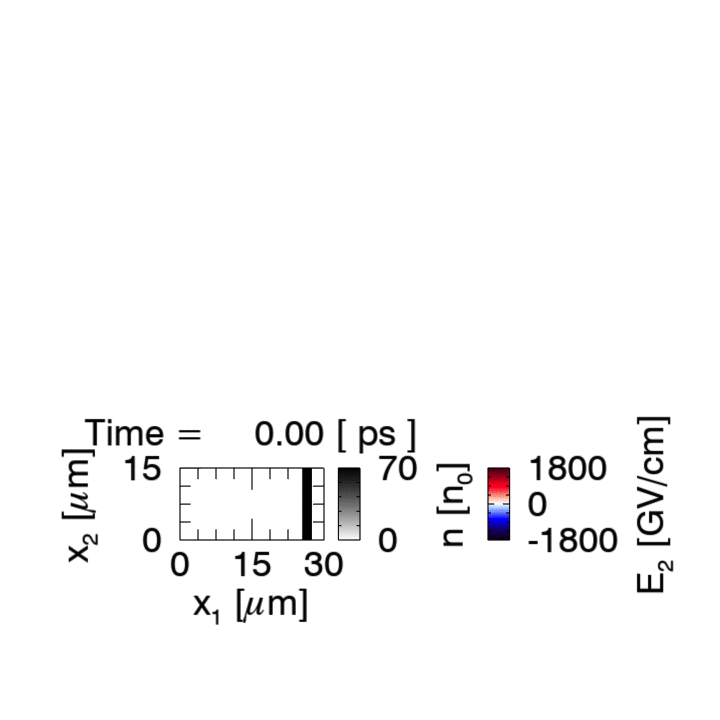 Time = 0.00 [ ps ]
x₂ [μm]
15
0
0 15 30
x₁ [μm]
70
0
n [n₀]
1800
0
-1800
E₂ [GV/cm]